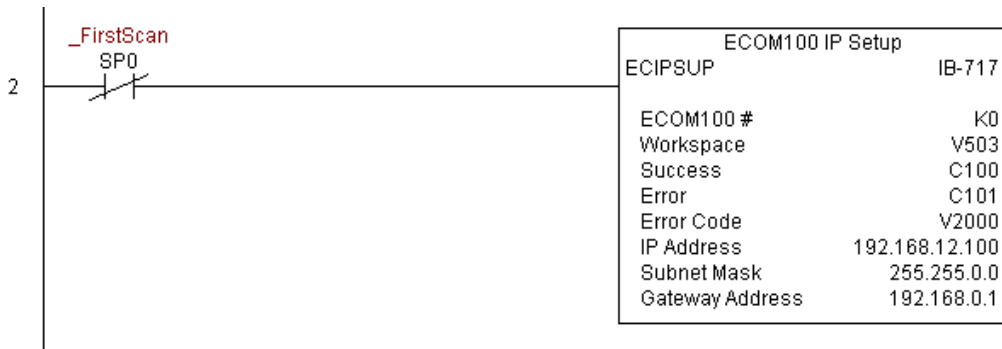 _FirstScan
SP0
2
ECOM100 IP Setup
ECIPSUP IB-717
ECOM100 # K0
Workspace V503
Success C100
Error C101
Error Code V2000
IP Address 192.168.12.100
Subnet Mask 255.255.0.0
Gateway Address 192.168.0.1